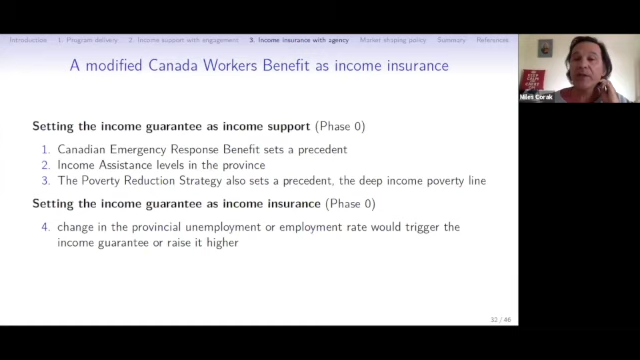 Introduction 1. Program delivery 2. Income support with engagement 3. Income insurance with agency Market shaping policy Summary References
A modified Canada Workers Benefit as income insurance
Setting the income guarantee as income support (Phase 0)
1. Canadian Emergency Response Benefit sets a precedent
2. Income Assistance levels in the province
3. The Poverty Reduction Strategy also sets a precedent, the deep income poverty line
Setting the income guarantee as income insurance (Phase 0)
4. change in the provincial unemployment or employment rate would trigger the
income guarantee or raise it higher
32 / 46
Miles Corak